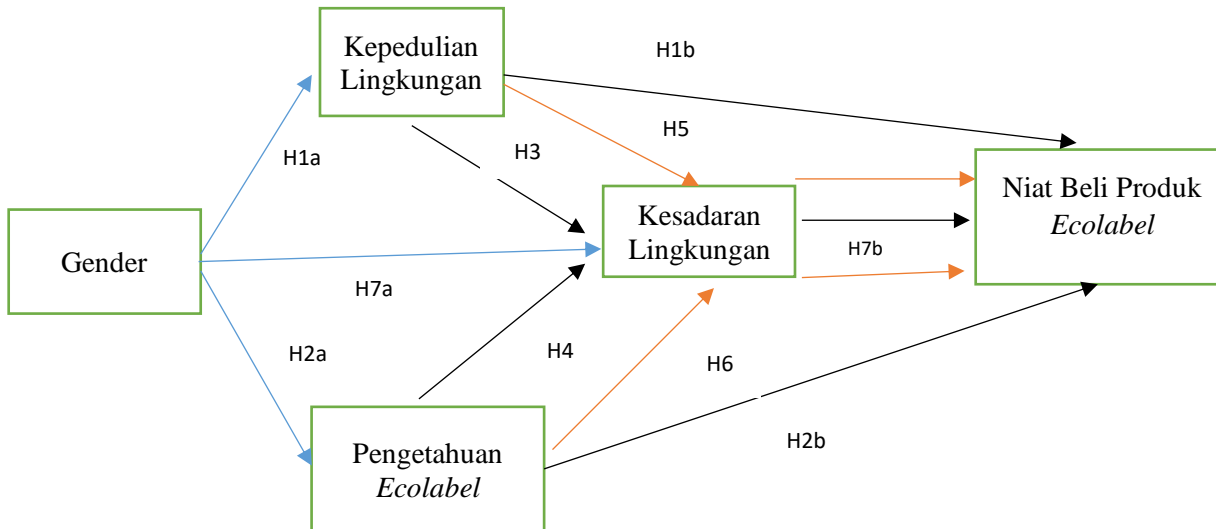 Kepedulian
Lingkungan
H1b
H1a
H3
H5
Niat Beli Produk
Ecolabel
Kesadaran
Lingkungan
Gender
H7a
H7b
H2a
H4
H6
H2b
Pengetahuan
Ecolabel